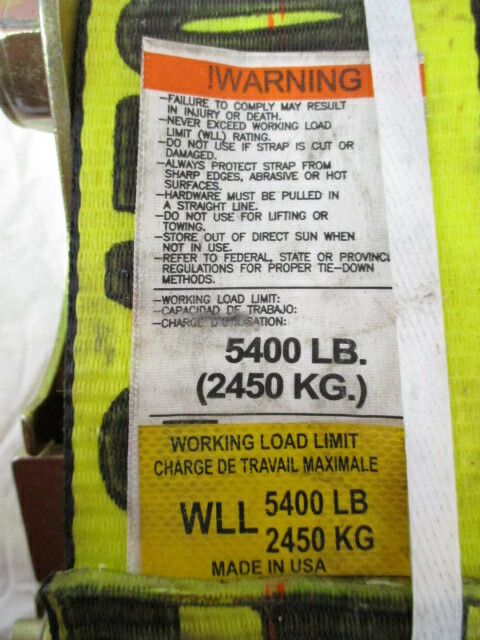 !WARNING
-FAILURE TO COMPLY MAY RESULT
IN INJURY OR DEATH.
-NEVER EXCEED WORKING LOAD
LIMIT (WLL) RATING.
-DO NOT USE IF STRAP IS CUT OR
DAMAGED.
-ALWAYS PROTECT STRAP FROM
SHARP EDGES, ABRASIVE OR HOT
SURFACES.
-HARDWARE MUST BE PULLED IN
A STRAIGHT LINE.
-DO NOT USE FOR LIFTING OR
TOWING.
-STORE OUT OF DIRECT SUN WHEN
NOT IN USE.
-REFER TO FEDERAL, STATE OR PROVINCI
REGULATIONS FOR PROPER TIE-DOWN
METHODS.
-WORKING LOAD LIMIT:
-CAPACIDAD DE TRABAJO:
-CHARGE D'UTILISATION:
5400 LB.
(2450 KG.)
WORKING LOAD LIMIT
CHARGE DE TRAVAIL MAXIMALE
WLL 5400 LB
2450 KG
MADE IN USA